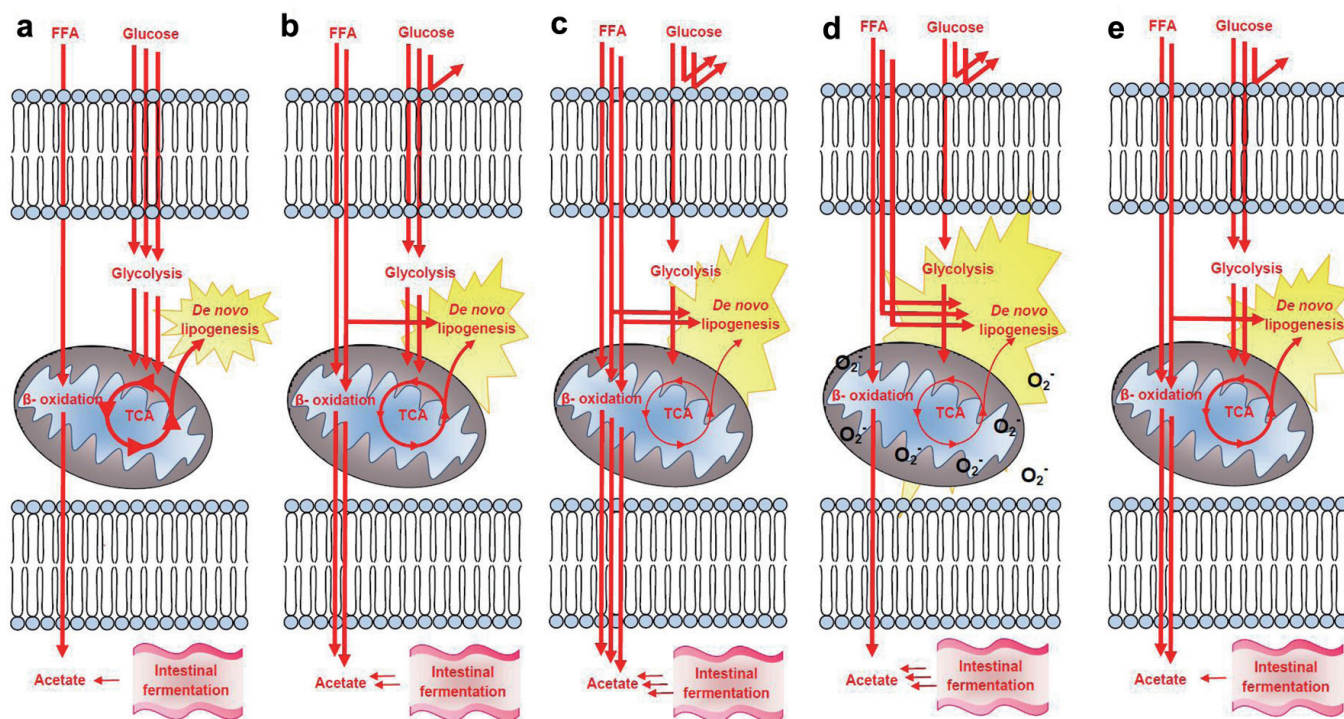 a
FFA Glucose
Glycolysis
De novo
lipogenesis
β- oxidation
TCA
Acetate
Intestinal
fermentation
b
FFA Glucose
Glycolysis
De novo
lipogenesis
β- oxidation
TCA
Acetate
Intestinal
fermentation
c
FFA Glucose
Glycolysis
De novo
lipogenesis
β- oxidation
TCA
Acetate
Intestinal
fermentation
d
FFA Glucose
Glycolysis
De novo
lipogenesis
O2-
O2-
β- oxidation
TCA
O2-
O2-
O2-
O2-
O2-
Acetate
Intestinal
fermentation
e
FFA Glucose
Glycolysis
De novo
lipogenesis
β- oxidation
TCA
Acetate
Intestinal
fermentation